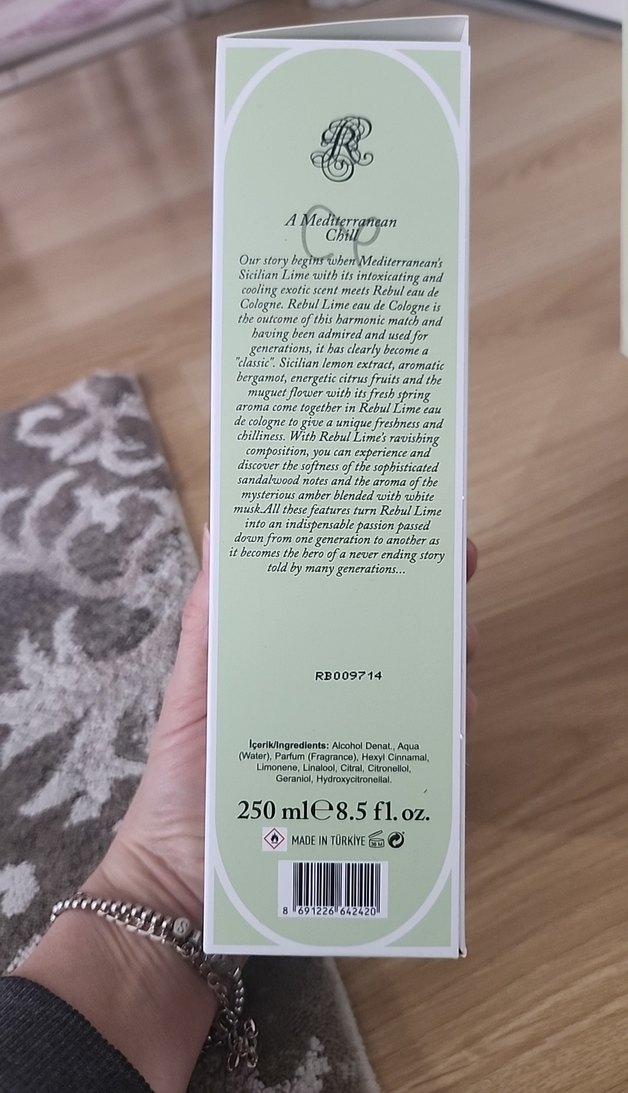 R
A Mediterranean
Chill
CP
Our story begins when Mediterranean's
Sicilian Lime with its intoxicating and
cooling exotic scent meets Rebul eau de
Cologne. Rebul Lime eau de Cologne is
the outcome of this harmonic match and
having been admired and used for
generations, it has clearly become a
"classic". Sicilian lemon extract, aromatic
bergamot, energetic citrus fruits and the
muguet flower with its fresh spring
aroma come together in Rebul Lime eau
de cologne to give a unique freshness and
chilliness. With Rebul Lime's ravishing
composition, you can experience and
discover the softness of the sophisticated
sandalwood notes and the aroma of the
mysterious amber blended with white
musk.All these features turn Rebul Lime
into an indispensable passion passed
down from one generation to another as
it becomes the hero of a never ending story
told by many generations...
RB009714
İçerik/Ingredients: Alcohol Denat., Aqua
(Water), Parfum (Fragrance), Hexyl Cinnamal,
Limonene, Linalool, Citral, Citronellol,
Geraniol, Hydroxycitronellal.
250 ml℮8.5 fl. oz.
MADE IN TÜRKİYE
8 691226 642420
S